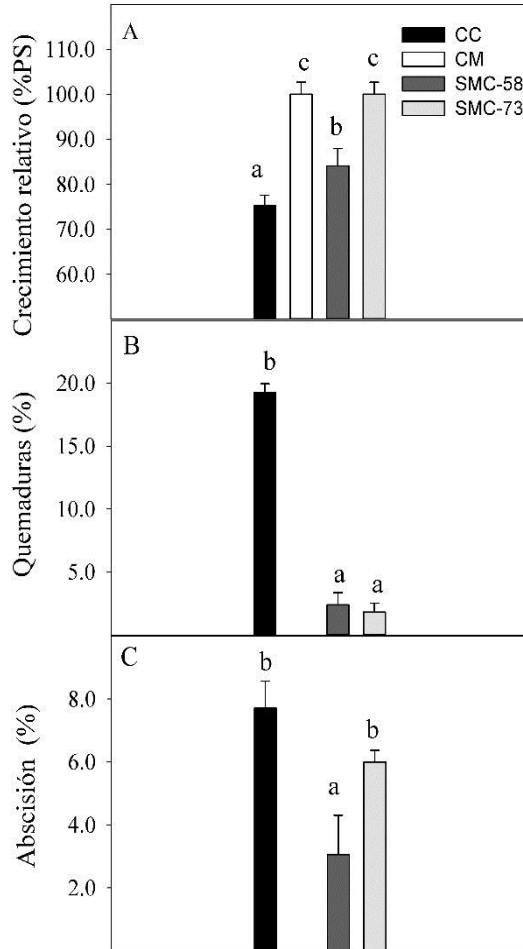 A
CC
CM
SMC-58
SMC-73
Crecimiento relativo (%PS)
110.0
100.0
90.0
80.0
70.0
60.0
a
c
b
c
B
Quemaduras (%)
20.0
15.0
10.0
5.0
b
a
a
C
Abscisión (%)
8.0
6.0
4.0
2.0
b
a
b